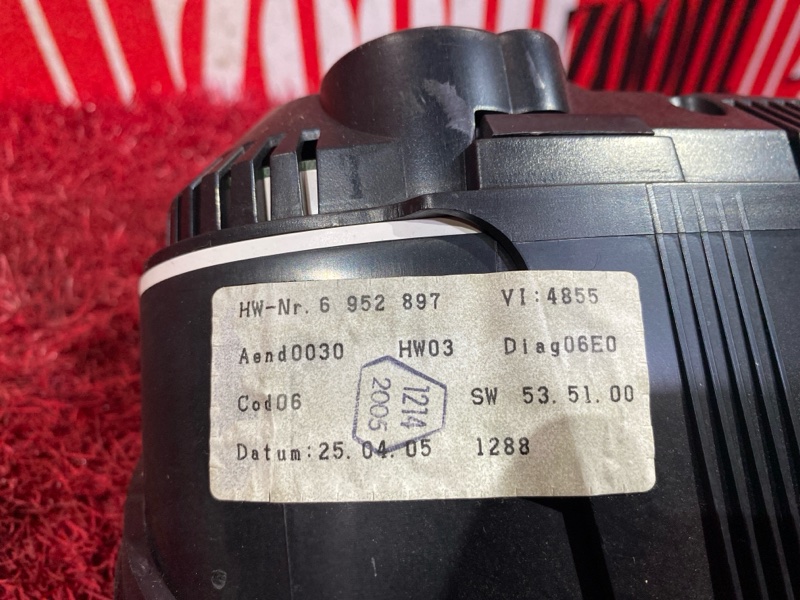 HW-Nr. 6 952 897 VI:4855
Aend0030 HW03 Diag06E0
Cod06 SW 53.51.00
1214
2005
Datum:25.04.05 1288